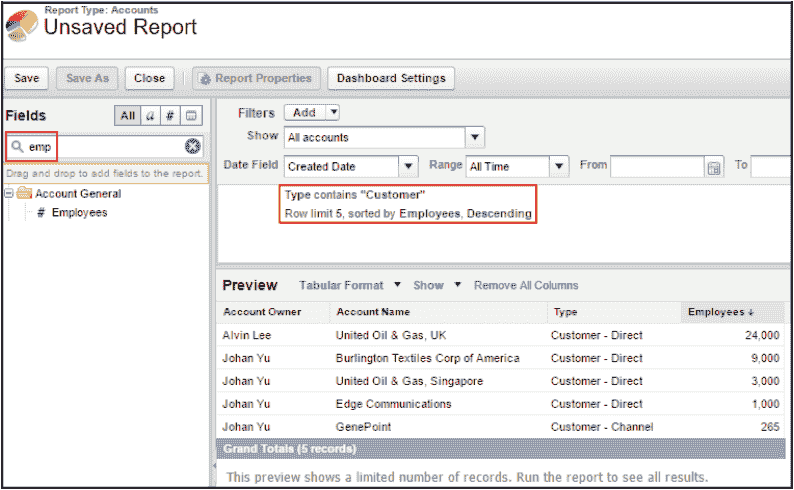 Report Type: Accounts
Unsaved Report
Save Save As Close Report Properties Dashboard Settings
Fields All a #
emp
Drag and drop to add fields to the report.
Account General
# Employees
Filters Add
Show All accounts
Date Field Created Date Range All Time From To
Type contains "Customer"
Row limit 5, sorted by Employees, Descending
Preview Tabular Format Show Remove All Columns
Account Owner Account Name Type Employees ↓
Alvin Lee United Oil & Gas, UK Customer - Direct 24,000
Johan Yu Burlington Textiles Corp of America Customer - Direct 9,000
Johan Yu United Oil & Gas, Singapore Customer - Direct 3,000
Johan Yu Edge Communications Customer - Direct 1,000
Johan Yu GenePoint Customer - Channel 265
Grand Totals (5 records)
This preview shows a limited number of records. Run the report to see all results.